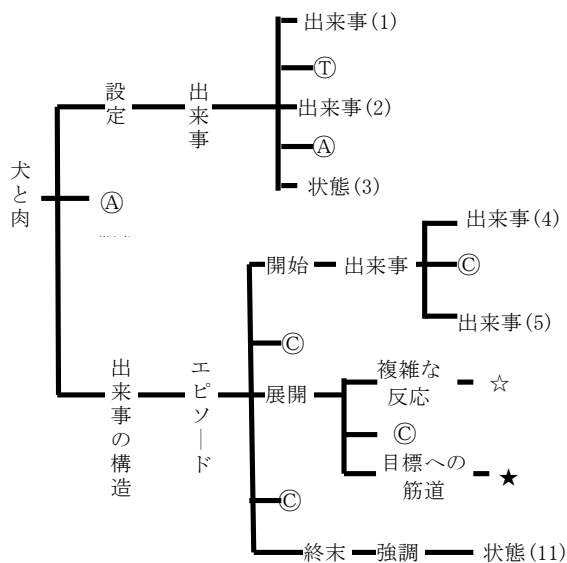 出来事(1)
Ⓣ
設定
出来事
出来事(2)
Ⓐ
状態(3)
犬と肉
Ⓐ
出来事(4)
開始
出来事
Ⓒ
出来事(5)
Ⓒ
出来事の構造
エピソード
展開
複雑な
反応
☆
Ⓒ
目標への
筋道
★
Ⓒ
終末
強調
状態(11)